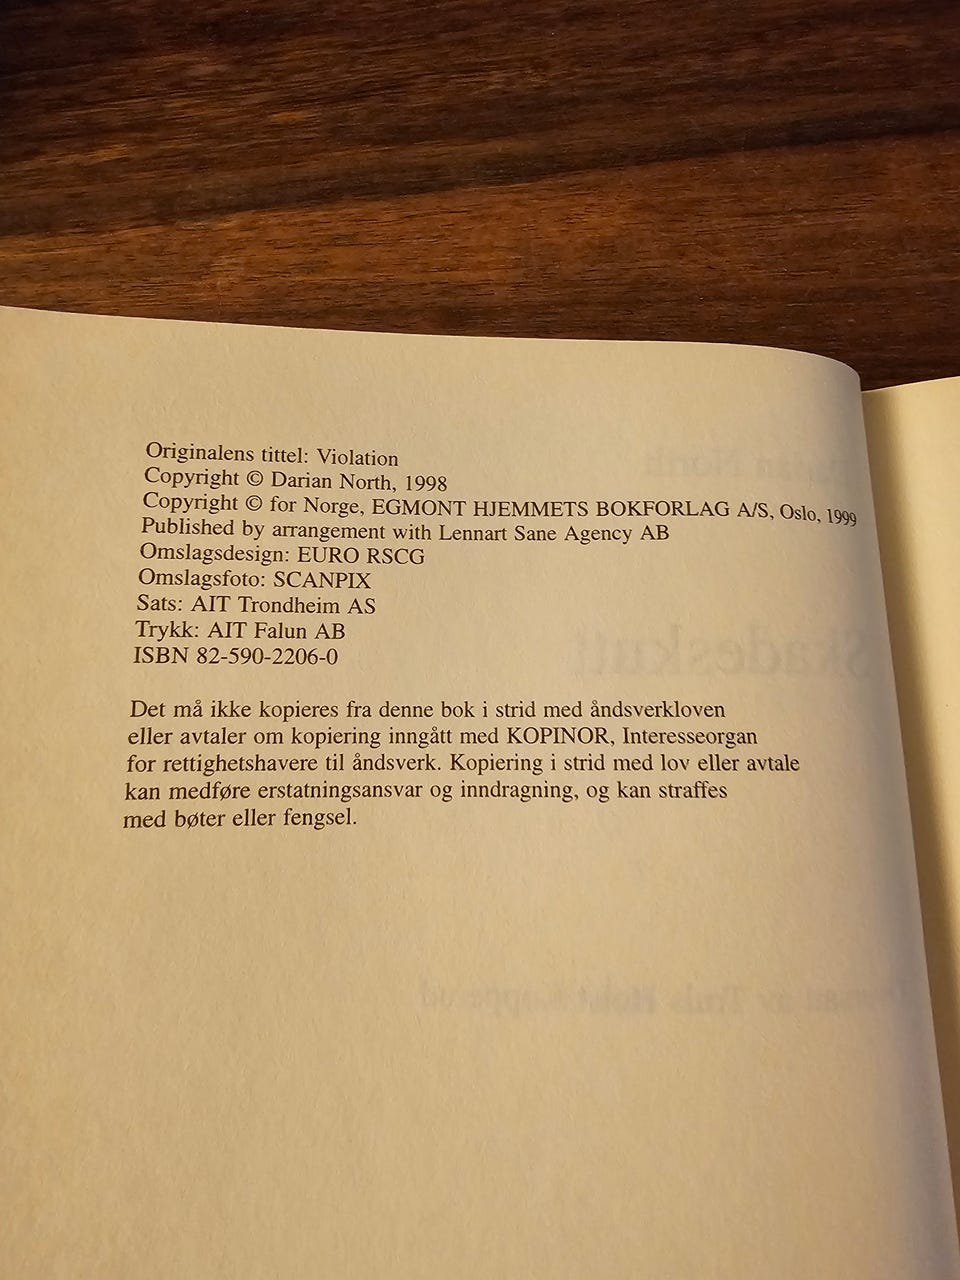 Originalens tittel: Violation
Copyright © Darian North, 1998
Copyright © for Norge, EGMONT HJEMMETS BOKFORLAG A/S, Oslo, 1999
Published by arrangement with Lennart Sane Agency AB
Omslagsdesign: EURO RSCG
Omslagsfoto: SCANPIX
Sats: AIT Trondheim AS
Trykk: AIT Falun AB
ISBN 82-590-2206-0
Det må ikke kopieres fra denne bok i strid med åndsverkloven
eller avtaler om kopiering inngått med KOPINOR, Interesseorgan
for rettighetshavere til åndsverk. Kopiering i strid med lov eller avtale
kan medføre erstatningsansvar og inndragning, og kan straffes
med bøter eller fengsel.